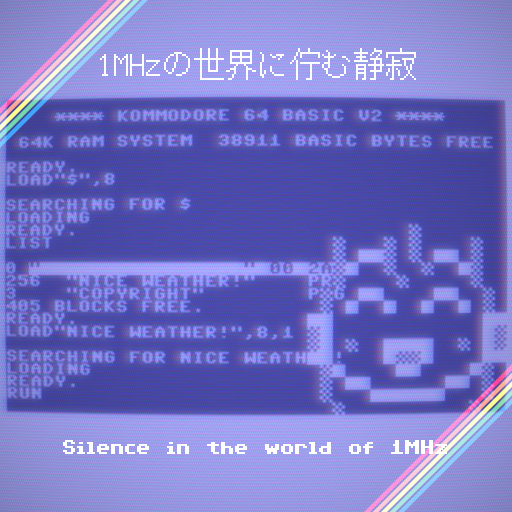 1MHzの世界に佇む静寂
**** KOMMODORE 64 BASIC V2 ****
64K RAM SYSTEM 38911 BASIC BYTES FREE
READY.
LOAD"$",8
SEARCHING FOR $
LOADING
READY.
LIST
0 " " 00 2A
256 "NICE WEATHER!" PRG
3 "COPYRIGHT" PRG
405 BLOCKS FREE.
READY.
LOAD"NICE WEATHER!",8,1
SEARCHING FOR NICE WEATHER!
LOADING
READY.
RUN
Silence in the world of 1MHz